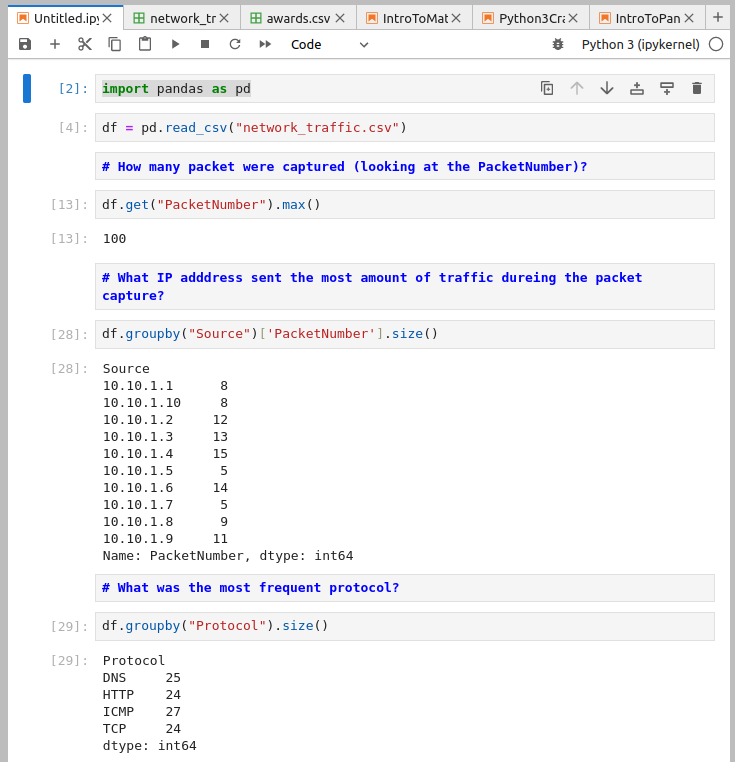 Untitled.ipy network_tr awards.csv IntroToMat Python3Cra IntroToPan
Code Python 3 (ipykernel)
[2]: import pandas as pd
[4]: df = pd.read_csv("network_traffic.csv")
# How many packet were captured (looking at the PacketNumber)?
[13]: df.get("PacketNumber").max()
[13]: 100
# What IP adddress sent the most amount of traffic dureing the packet
capture?
[28]: df.groupby("Source")['PacketNumber'].size()
[28]: Source
10.10.1.1      8
10.10.1.10     8
10.10.1.2     12
10.10.1.3     13
10.10.1.4     15
10.10.1.5      5
10.10.1.6     14
10.10.1.7      5
10.10.1.8      9
10.10.1.9     11
Name: PacketNumber, dtype: int64
# What was the most frequent protocol?
[29]: df.groupby("Protocol").size()
[29]: Protocol
DNS     25
HTTP    24
ICMP    27
TCP     24
dtype: int64